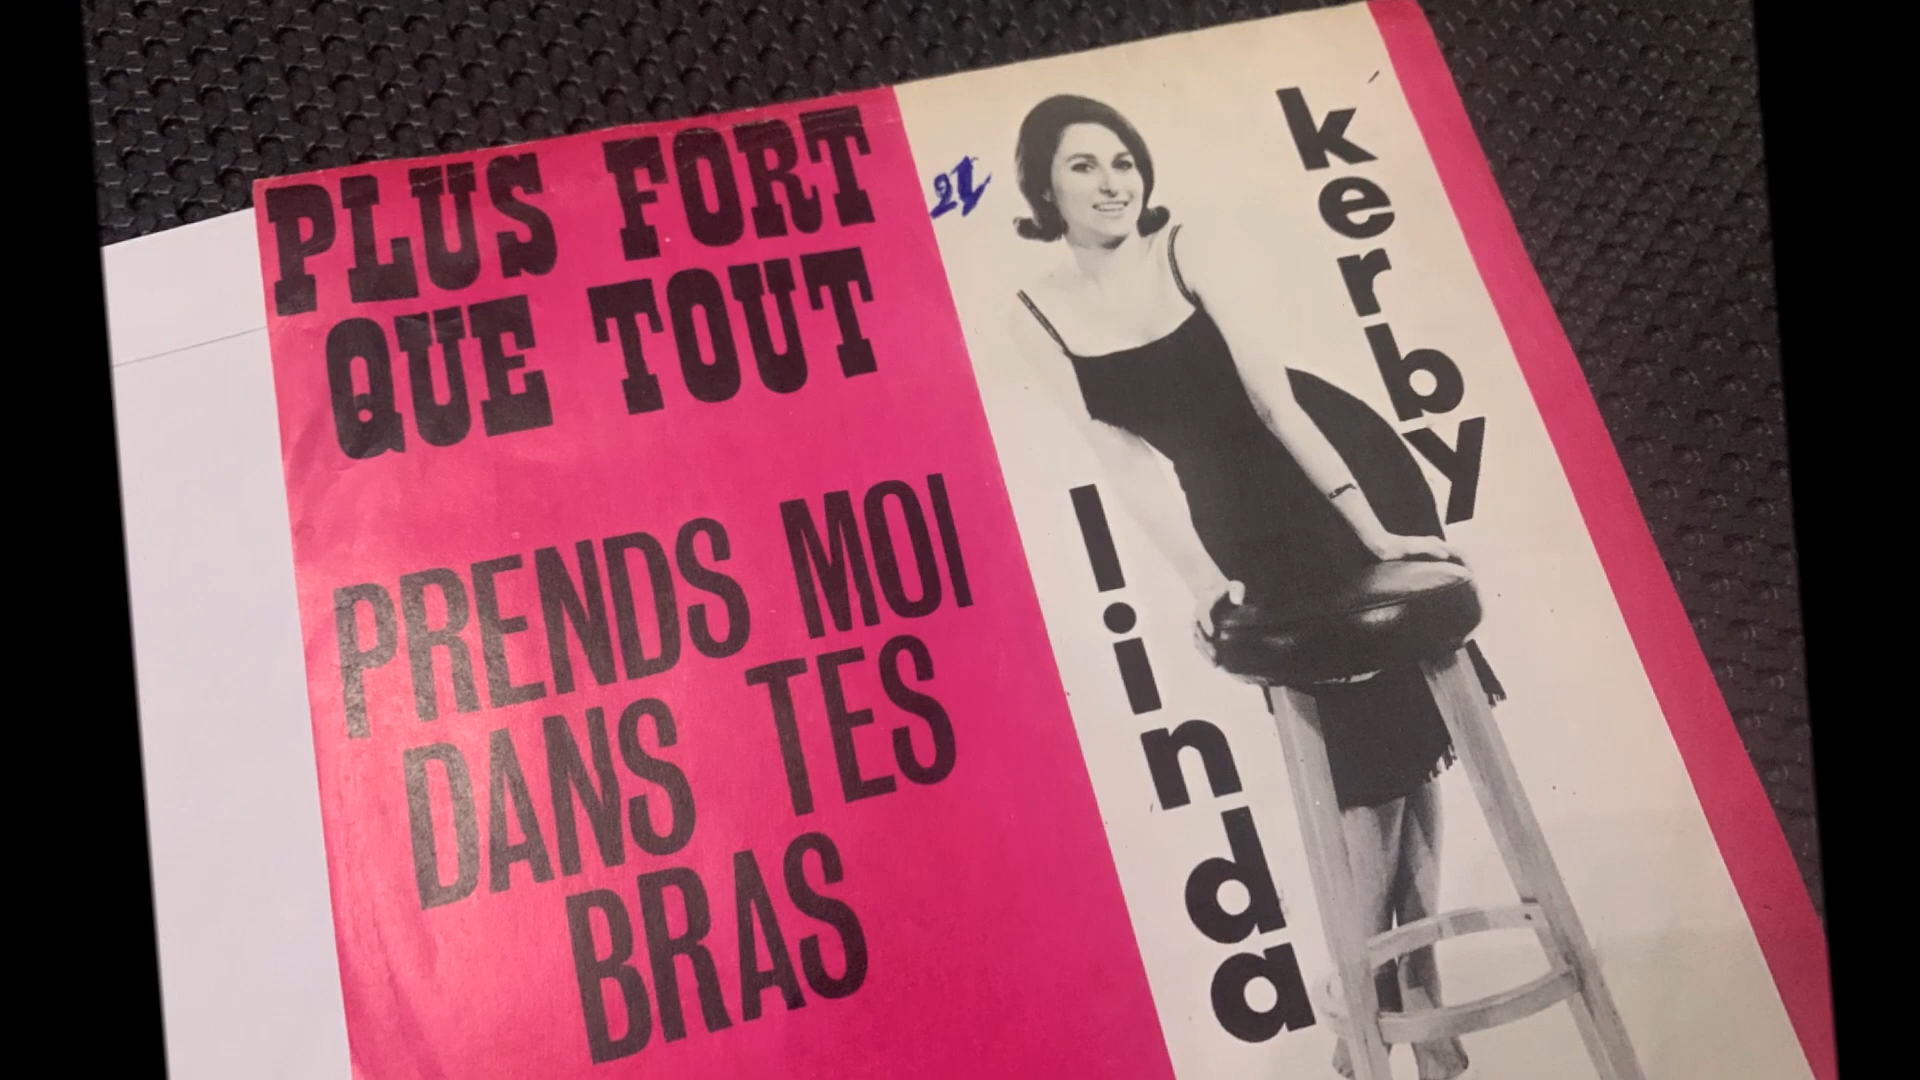 PLUS FORT
QUE TOUT
PRENDS MOI
DANS TES
BRAS
linda
kerby